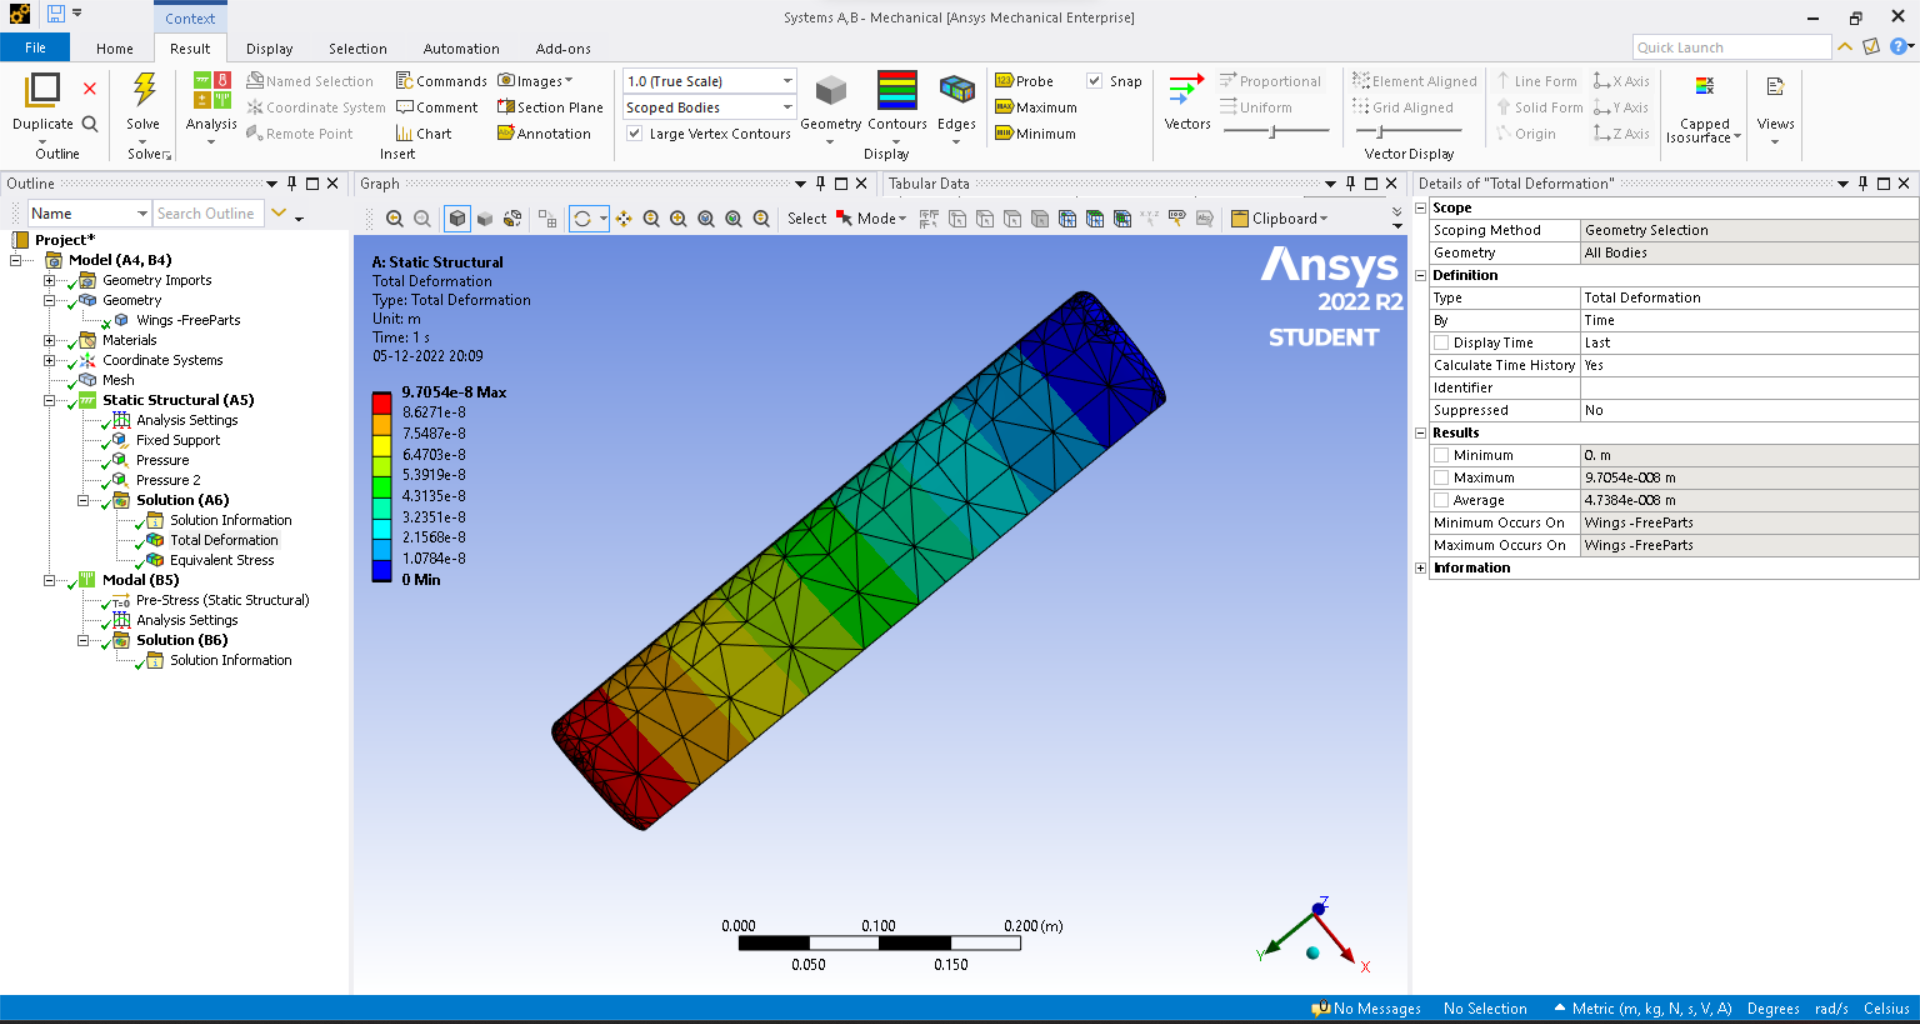 Context
Systems A,B - Mechanical [Ansys Mechanical Enterprise]
File Home Result Display Selection Automation Add-ons
Quick Launch
Duplicate
Outline
Solve
Solver
Analysis
Named Selection
Coordinate System
Remote Point
Commands
Comment
Chart
Images
Section Plane
Annotation
Insert
1.0 (True Scale)
Scoped Bodies
Large Vertex Contours
Geometry Contours Edges
Display
Probe
Maximum
Minimum
Snap
Vectors
Proportional
Uniform
Element Aligned
Grid Aligned
Vector Display
Line Form
Solid Form
Origin
X Axis
Y Axis
Z Axis
Capped
Isosurface
Views
Outline
Name Search Outline
Project*
Model (A4, B4)
Geometry Imports
Geometry
Wings -FreeParts
Materials
Coordinate Systems
Mesh
Static Structural (A5)
Analysis Settings
Fixed Support
Pressure
Pressure 2
Solution (A6)
Solution Information
Total Deformation
Equivalent Stress
Modal (B5)
T=0 Pre-Stress (Static Structural)
Analysis Settings
Solution (B6)
Solution Information
Graph
Tabular Data
Select Mode Clipboard
A: Static Structural
Total Deformation
Type: Total Deformation
Unit: m
Time: 1 s
05-12-2022 20:09
9.7054e-8 Max
8.6271e-8
7.5487e-8
6.4703e-8
5.3919e-8
4.3135e-8
3.2351e-8
2.1568e-8
1.0784e-8
0 Min
Ansys
2022 R2
STUDENT
0.000 0.100 0.200 (m)
0.050 0.150
Z
Y
X
Details of "Total Deformation"
Scope
Scoping Method Geometry Selection
Geometry All Bodies
Definition
Type Total Deformation
By Time
Display Time Last
Calculate Time History Yes
Identifier
Suppressed No
Results
Minimum 0. m
Maximum 9.7054e-008 m
Average 4.7384e-008 m
Minimum Occurs On Wings -FreeParts
Maximum Occurs On Wings -FreeParts
Information
No Messages No Selection Metric (m, kg, N, s, V, A) Degrees rad/s Celsius